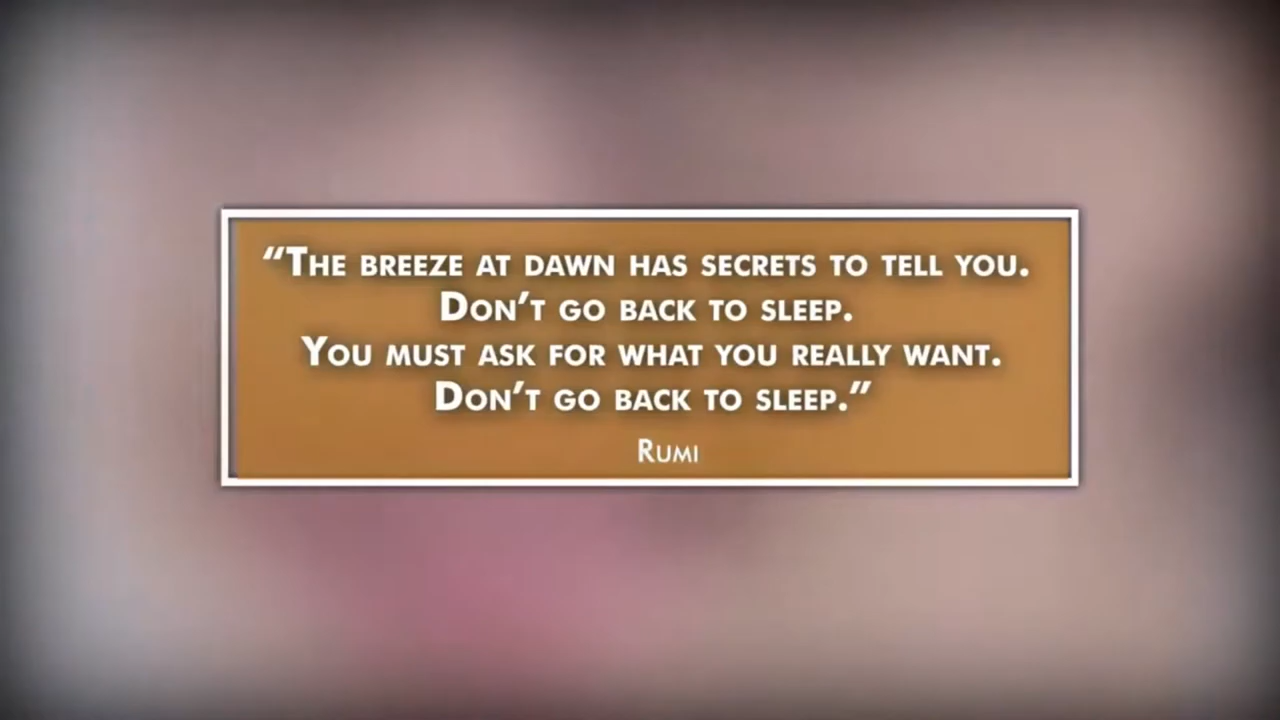 “The breeze at dawn has secrets to tell you.
Don’t go back to sleep.
You must ask for what you really want.
Don’t go back to sleep.”
Rumi